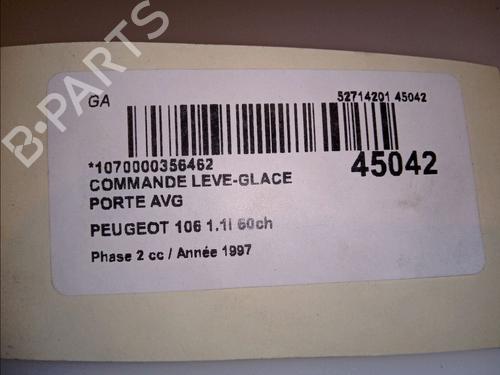 B-PARTS
GA
52714201 45042
*1070000356462
45042
COMMANDE LEVE-GLACE
PORTE AVG
PEUGEOT 106 1.1I 60ch
Phase 2 cc / Année 1997